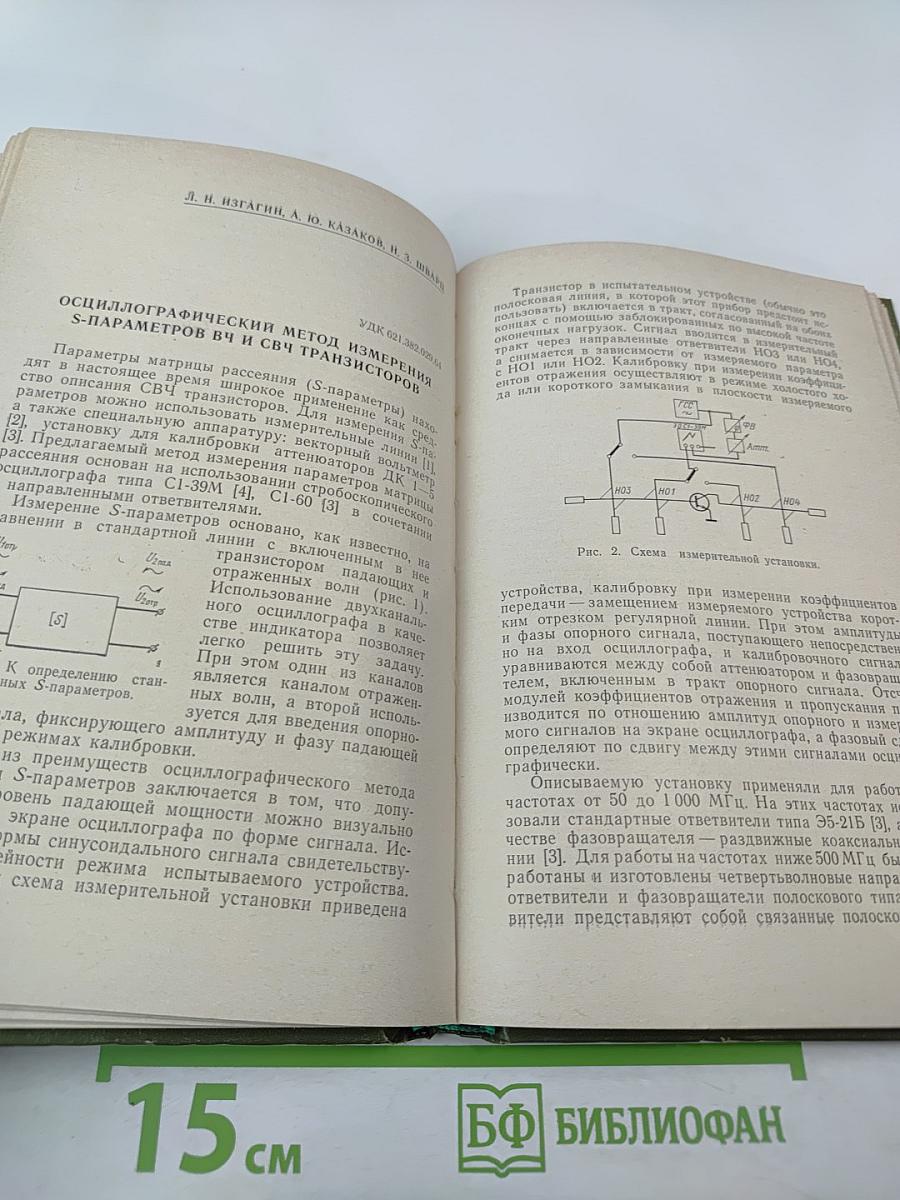 Л. Н. ИЗГАГИН, А. Ю. КАЗАКОВ, Н. З. ШВАРЦ
УДК 621.382.029.64
ОСЦИЛЛОГРАФИЧЕСКИЙ МЕТОД ИЗМЕРЕНИЯ
S-ПАРАМЕТРОВ ВЧ И СВЧ ТРАНЗИСТОРОВ
Параметры матрицы рассеяния (S-параметры) нахо-
дят в настоящее время широкое применение как сред-
ство описания СВЧ транзисторов. Для измерения S-па-
раметров можно использовать измерительные линии [1],
а также специальную аппаратуру: векторный вольтметр
[2], установку для калибровки аттенюаторов ДК 1—5
[3]. Предлагаемый метод измерения параметров матрицы
рассеяния основан на использовании стробоскопического
осциллографа типа С1-39М [4], С1-60 [3] в сочетании
направленными ответвителями.
Измерение S-параметров основано, как известно, на
авнении в стандартной линии с включенным в нее
транзистором падающих и
отраженных волн (рис. 1).
Использование двухканаль-
ного осциллографа в каче-
стве индикатора позволяет
легко решить эту задачу.
При этом один из каналов
является каналом отражен-
ных волн, а второй исполь-
зуется для введения опорно-
U2пад
U2отр
[S]
К определению стан-
ных S-параметров.
ла, фиксирующего амплитуду и фазу падающей
режимах калибровки.
из преимуществ осциллографического метода
S-параметров заключается в том, что допу-
ровень падающей мощности можно визуально
экране осциллографа по форме сигнала. Ис-
ормы синусоидального сигнала свидетельству-
ейности режима испытываемого устройства.
схема измерительной установки приведена
Транзистор в испытательном устройстве (обычно это
полосковая линия, в которой этот прибор предстоит ис-
пользовать) включается в тракт, согласованный на обоих
концах с помощью заблокированных по высокой частоте
оконечных нагрузок. Сигнал вводится в измерительный
тракт через направленные ответвители НО3 или НО4,
а снимается в зависимости от измеряемого параметра
с НО1 или НО2. Калибровку при измерении коэффици-
ентов отражения осуществляют в режиме холостого хо-
да или короткого замыкания в плоскости измеряемого
ГСС
ФВ
Атт.
НО3 НО1 НО2 НО4
Рис. 2. Схема измерительной установки.
устройства, калибровку при измерении коэффициентов
передачи — замещением измеряемого устройства корот-
ким отрезком регулярной линии. При этом амплитуды
и фазы опорного сигнала, поступающего непосредствен
но на вход осциллографа, и калибровочного сигнал
уравниваются между собой аттенюатором и фазовращ
телем, включенным в тракт опорного сигнала. Отсч
модулей коэффициентов отражения и пропускания п
изводится по отношению амплитуд опорного и измер
мого сигналов на экране осциллографа, а фазовый сд
определяют по сдвигу между этими сигналами осци
графически.
Описываемую установку применяли для работ
частотах от 50 до 1 000 МГц. На этих частотах ис
зовали стандартные ответвители типа Э5-21Б [3], а
честве фазовращателя — раздвижные коаксиальн
нии [3]. Для работы на частотах ниже 500 МГц бы
работаны и изготовлены четвертьволновые напра
ответвители и фазовращатели полоскового типа
вители представляют собой связанные полоско
15 см
БФ БИБЛИОФАН